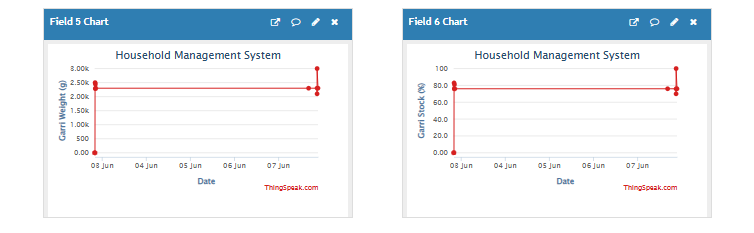 Field 5 Chart
Household Management System
Garri Weight (g)
3.00k
2.50k
2.00k
1.50k
1.00k
500
0.00
03 Jun 04 Jun 05 Jun 06 Jun 07 Jun
Date
ThingSpeak.com
Field 6 Chart
Household Management System
Garri Stock (%)
100
80.0
60.0
40.0
20.0
0.00
03 Jun 04 Jun 05 Jun 06 Jun 07 Jun
Date
ThingSpeak.com